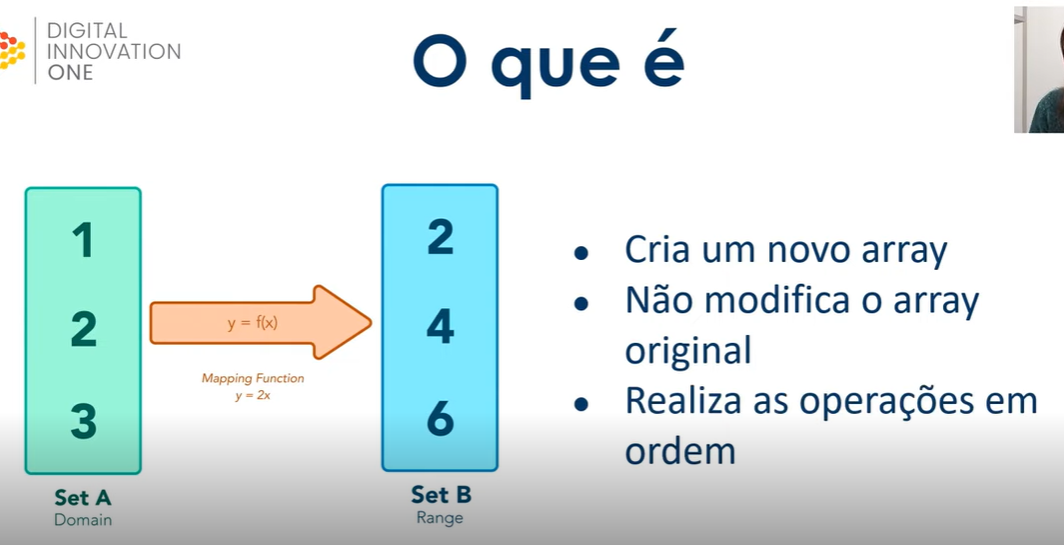 DIGITAL
INNOVATION
ONE
O que é
1
2
3
y = f(x)
Mapping Function
y = 2x
2
4
6
Set A
Domain
Set B
Range
● Cria um novo array
● Não modifica o array
original
● Realiza as operações em
ordem